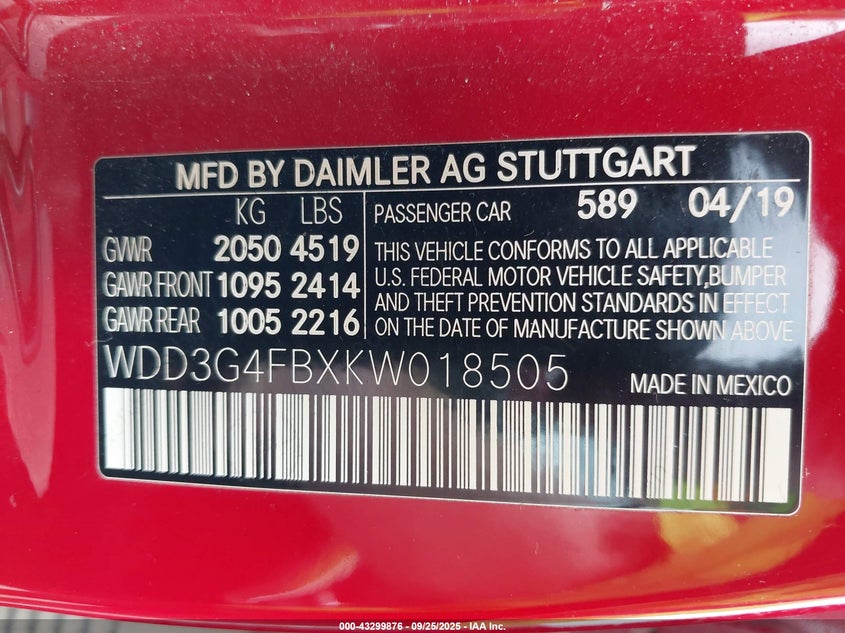 MFD BY DAIMLER AG STUTTGART
KG LBS
GVWR 2050 4519
GAWR FRONT 1095 2414
GAWR REAR 1005 2216
PASSENGER CAR 589 04/19
THIS VEHICLE CONFORMS TO ALL APPLICABLE
U.S. FEDERAL MOTOR VEHICLE SAFETY,BUMPER
AND THEFT PREVENTION STANDARDS IN EFFECT
ON THE DATE OF MANUFACTURE SHOWN ABOVE
WDD3G4FBXKW018505
MADE IN MEXICO
000-43299876 - 09/25/2025 - IAA Inc.